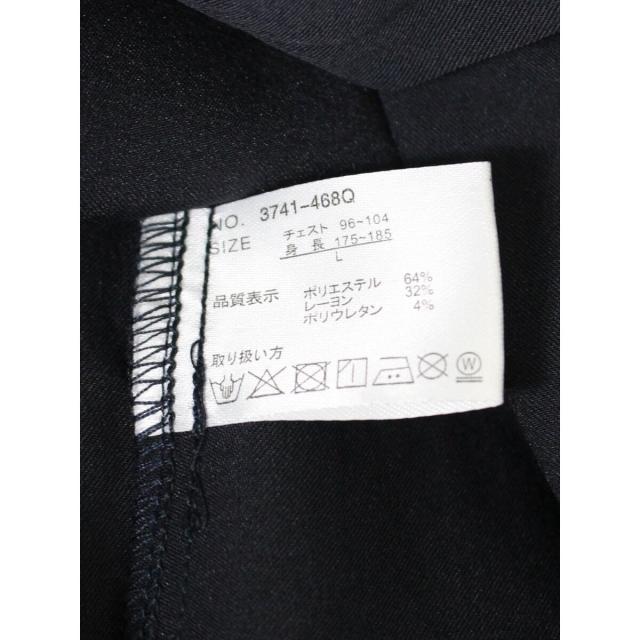 NO. 3741-468Q
SIZE チェスト 96~104
身長 175~185
L
品質表示 ポリエステル 64%
レーヨン 32%
ポリウレタン 4%
取り扱い方
W